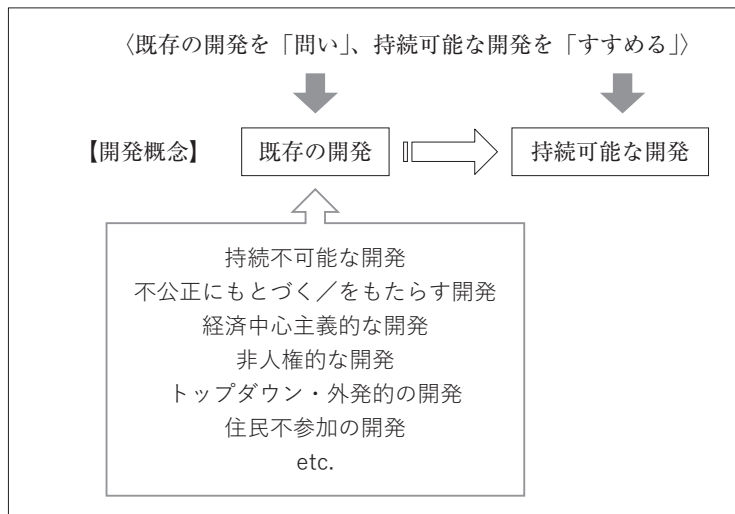 〈既存の開発を「問い」、持続可能な開発を「すすめる」〉
【開発概念】 既存の開発 持続可能な開発
持続不可能な開発
不公正にもとづく／をもたらす開発
経済中心主義的な開発
非人権的な開発
トップダウン・外発的の開発
住民不参加の開発
etc.